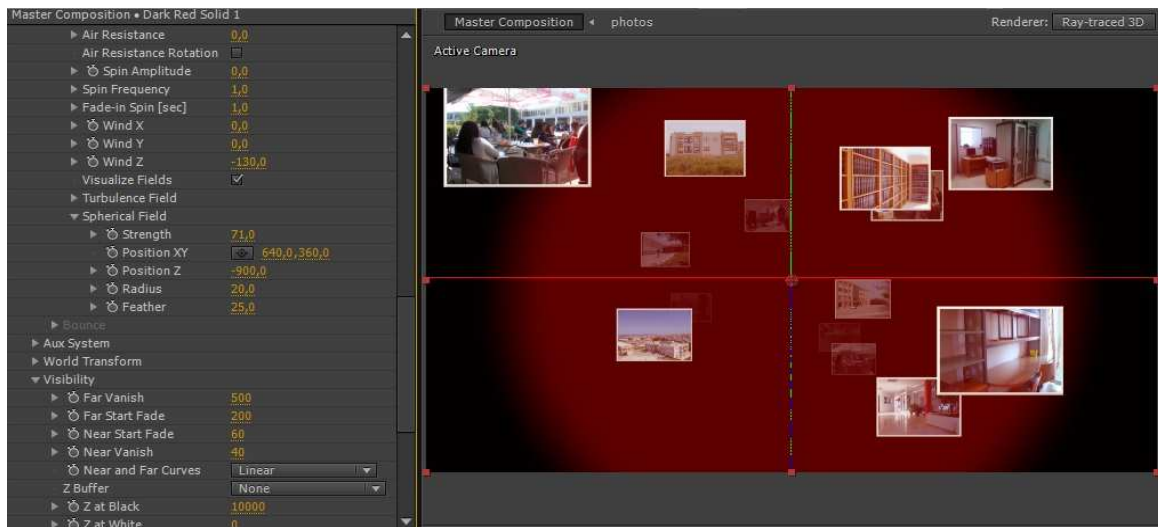 Master Composition • Dark Red Solid 1
Air Resistance 0,0
Air Resistance Rotation
Spin Amplitude 0,0
Spin Frequency 1,0
Fade-in Spin [sec] 1,0
Wind X 0,0
Wind Y 0,0
Wind Z -130,0
Visualize Fields
Turbulence Field
Spherical Field
Strength 71,0
Position XY 640,0,360,0
Position Z -900,0
Radius 20,0
Feather 25,0
Bounce
Aux System
World Transform
Visibility
Far Vanish 500
Far Start Fade 200
Near Start Fade 60
Near Vanish 40
Near and Far Curves Linear
Z Buffer None
Z at Black 10000
Z at White 0
Master Composition photos Renderer: Ray-traced 3D
Active Camera